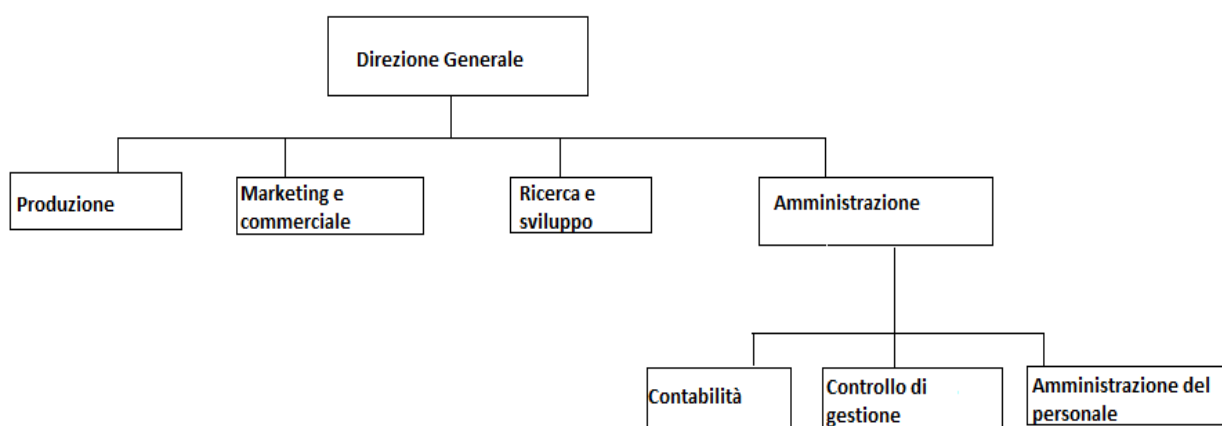 Direzione Generale
Produzione
Marketing e
commerciale
Ricerca e
sviluppo
Amministrazione
Contabilità
Controllo di
gestione
Amministrazione del
personale